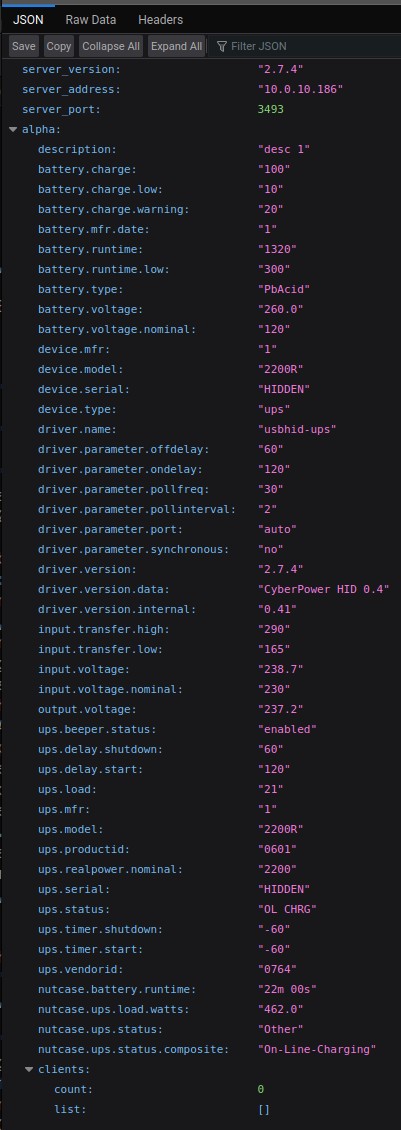 JSON Raw Data Headers
Save Copy Collapse All Expand All Filter JSON
server_version: "2.7.4"
server_address: "10.0.10.186"
server_port: 3493
alpha:
description: "desc 1"
battery.charge: "100"
battery.charge.low: "10"
battery.charge.warning: "20"
battery.mfr.date: "1"
battery.runtime: "1320"
battery.runtime.low: "300"
battery.type: "PbAcid"
battery.voltage: "260.0"
battery.voltage.nominal: "120"
device.mfr: "1"
device.model: "2200R"
device.serial: "HIDDEN"
device.type: "ups"
driver.name: "usbhid-ups"
driver.parameter.offdelay: "60"
driver.parameter.ondelay: "120"
driver.parameter.pollfreq: "30"
driver.parameter.pollinterval: "2"
driver.parameter.port: "auto"
driver.parameter.synchronous: "no"
driver.version: "2.7.4"
driver.version.data: "CyberPower HID 0.4"
driver.version.internal: "0.41"
input.transfer.high: "290"
input.transfer.low: "165"
input.voltage: "238.7"
input.voltage.nominal: "230"
output.voltage: "237.2"
ups.beeper.status: "enabled"
ups.delay.shutdown: "60"
ups.delay.start: "120"
ups.load: "21"
ups.mfr: "1"
ups.model: "2200R"
ups.productid: "0601"
ups.realpower.nominal: "2200"
ups.serial: "HIDDEN"
ups.status: "OL CHRG"
ups.timer.shutdown: "-60"
ups.timer.start: "-60"
ups.vendorid: "0764"
nutcase.battery.runtime: "22m 00s"
nutcase.ups.load.watts: "462.0"
nutcase.ups.status: "Other"
nutcase.ups.status.composite: "On-Line-Charging"
clients:
count: 0
list: []